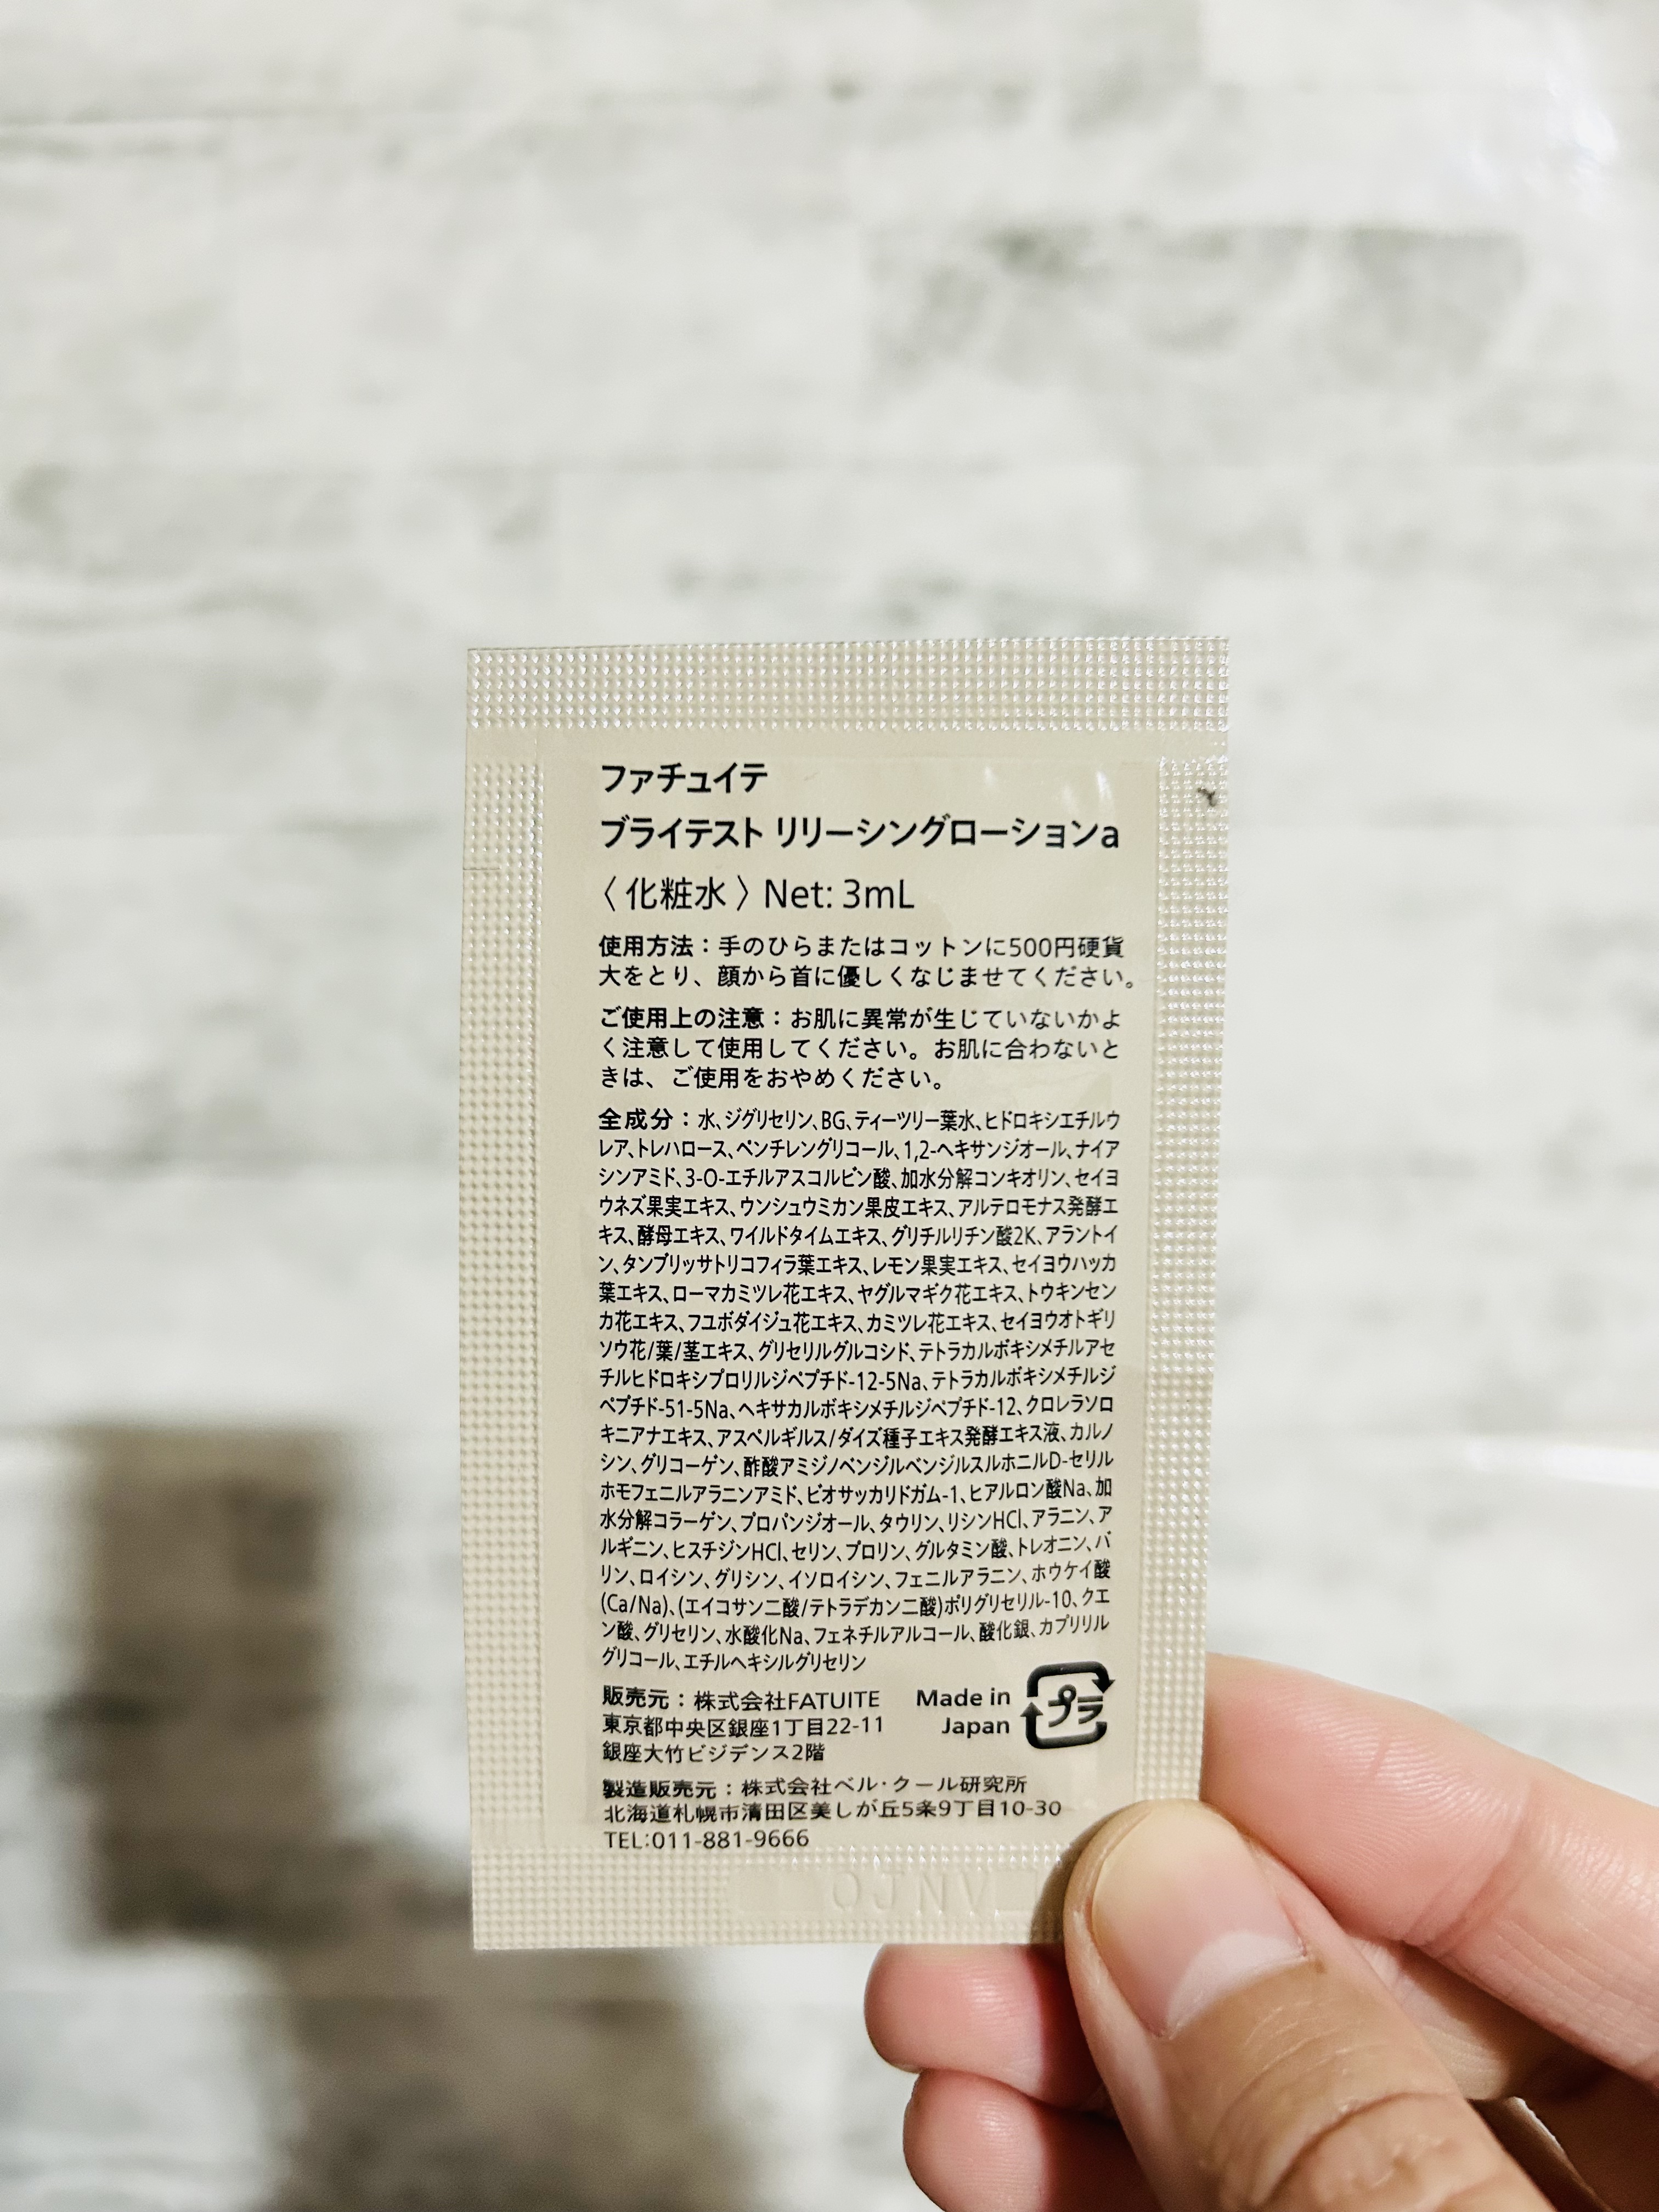 ファチュイテ
ブライテスト リリーシングローションa
〈 化粧水 〉 Net: 3mL
使用方法：手のひらまたはコットンに500円硬貨
大をとり、顔から首に優しくなじませてください。
ご使用上の注意：お肌に異常が生じていないかよ
く注意して使用してください。お肌に合わないと
きは、ご使用をおやめください。
全成分：水、ジグリセリン、BG、ティーツリー葉水、ヒドロキシエチルウ
レア、トレハロース、ペンチレングリコール、1,2-ヘキサンジオール、ナイア
シンアミド、3-O-エチルアスコルビン酸、加水分解コンキオリン、セイヨ
ウネズ果実エキス、ウンシュウミカン果皮エキス、アルテロモナス発酵エ
キス、酵母エキス、ワイルドタイムエキス、グリチルリチン酸2K、アラントイ
ン、タンブリッサトリコフィラ葉エキス、レモン果実エキス、セイヨウハッカ
葉エキス、ローマカミツレ花エキス、ヤグルマギク花エキス、トウキンセン
カ花エキス、フユボダイジュ花エキス、カミツレ花エキス、セイヨウオトギリ
ソウ花/葉/茎エキス、グリセリルグルコシド、テトラカルボキシメチルアセ
チルヒドロキシプロリルジペプチド-12-5Na、テトラカルボキシメチルジ
ペプチド-51-5Na、ヘキサカルボキシメチルジペプチド-12、クロレラソロ
キニアナエキス、アスペルギルス/ダイズ種子エキス発酵エキス液、カルノ
シン、グリコーゲン、酢酸アミジノベンジルベンジルスルホニルD-セリル
ホモフェニルアラニンアミド、ビオサッカリドガム-1、ヒアルロン酸Na、加
水分解コラーゲン、プロパンジオール、タウリン、リシンHCl、アラニン、ア
ルギニン、ヒスチジンHCl、セリン、プロリン、グルタミン酸、トレオニン、バ
リン、ロイシン、グリシン、イソロイシン、フェニルアラニン、ホウケイ酸
(Ca/Na)、(エイコサン二酸/テトラデカン二酸)ポリグリセリル-10、クエ
ン酸、グリセリン、水酸化Na、フェネチルアルコール、酸化銀、カプリリル
グリコール、エチルヘキシルグリセリン
販売元：株式会社FATUITE
東京都中央区銀座1丁目22-11
銀座大竹ビジデンス2階
Made in
Japan
プラ
製造販売元：株式会社ベル・クール研究所
北海道札幌市清田区美しが丘5条9丁目10-30
TEL:011-881-9666